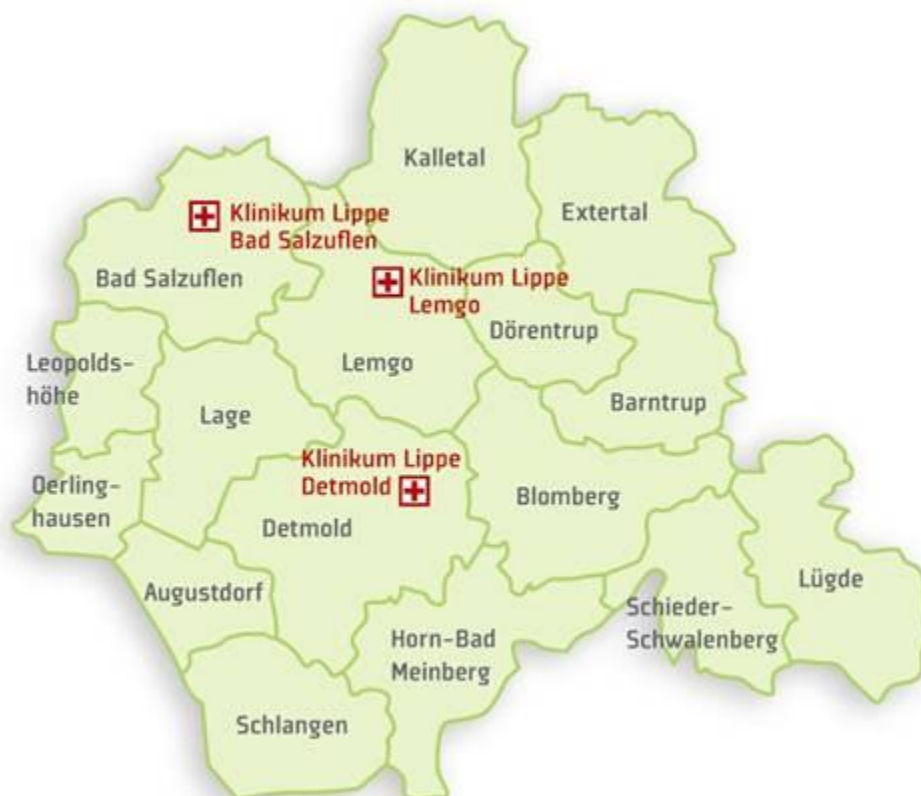 Kalletal
Extertal
Klinikum Lippe
Bad Salzuflen
Bad Salzuflen
Klinikum Lippe
Lemgo
Dörentrup
Leopolds-
höhe
Lemgo
Barntrup
Lage
Klinikum Lippe
Detmold
Oerling-
hausen
Detmold
Blomberg
Augustdorf
Lügde
Schieder-
Schwalenberg
Horn-Bad
Meinberg
Schlangen